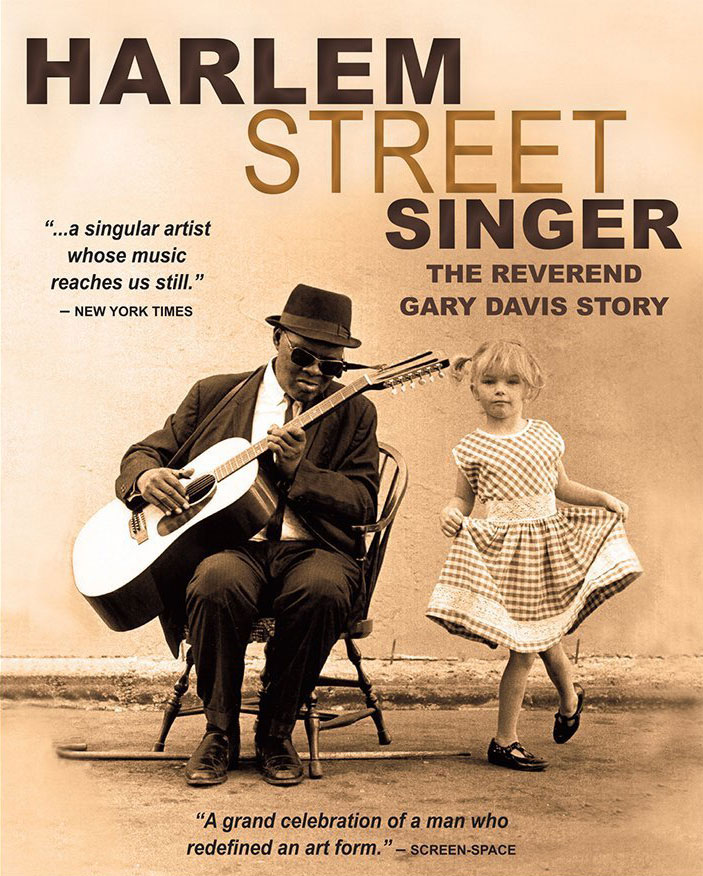 HARLEM
STREET
SINGER
THE REVEREND
GARY DAVIS STORY
“...a singular artist
whose music
reaches us still.”
– NEW YORK TIMES
“A grand celebration of a man who
redefined an art form.” – SCREEN-SPACE